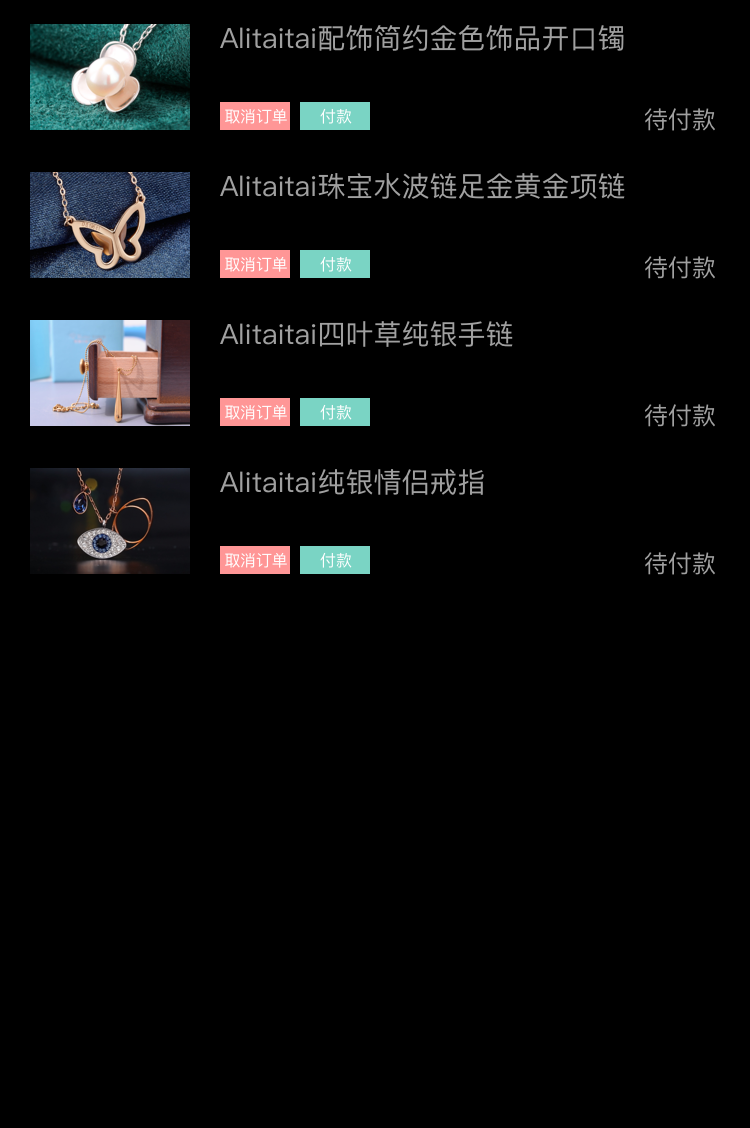 Alitaitai配饰简约金色饰品开口镯
取消订单 付款 待付款
Alitaitai珠宝水波链足金黄金项链
取消订单 付款 待付款
Alitaitai四叶草纯银手链
取消订单 付款 待付款
Alitaitai纯银情侣戒指
取消订单 付款 待付款